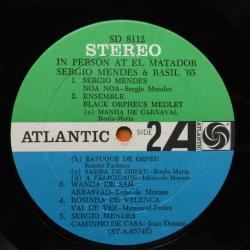 SD 8112
STEREO
IN PERSON AT EL MATADOR
SERGIO MENDES & BASIL '65
1. SERGIO MENDES
NOA NOA-Sergio Mendes
2. ENSEMBLE
BLACK ORPHEUS MEDLEY
(a) MANHA DE CARNAVAL
Bonfa-Maria
ATLANTIC
SIDE
2
A
ATLANTIC
(b) BATUQUE DE ORFEU
Pacheco
(c) SAMBA DE ORFEU-Bonfa-Maria
(d) A FELICIDADE-Jobim-de Moraes
3. WANDA DE SAH
ARRASTAO-Lopo-de Moraes
4. ROSINHA DE VALENCA
VAI DE VEZ-Menescal-Freire
5. SERGIO MENDES
CAMINHO DE CASA-Joao Donato
(ST-A-65742)